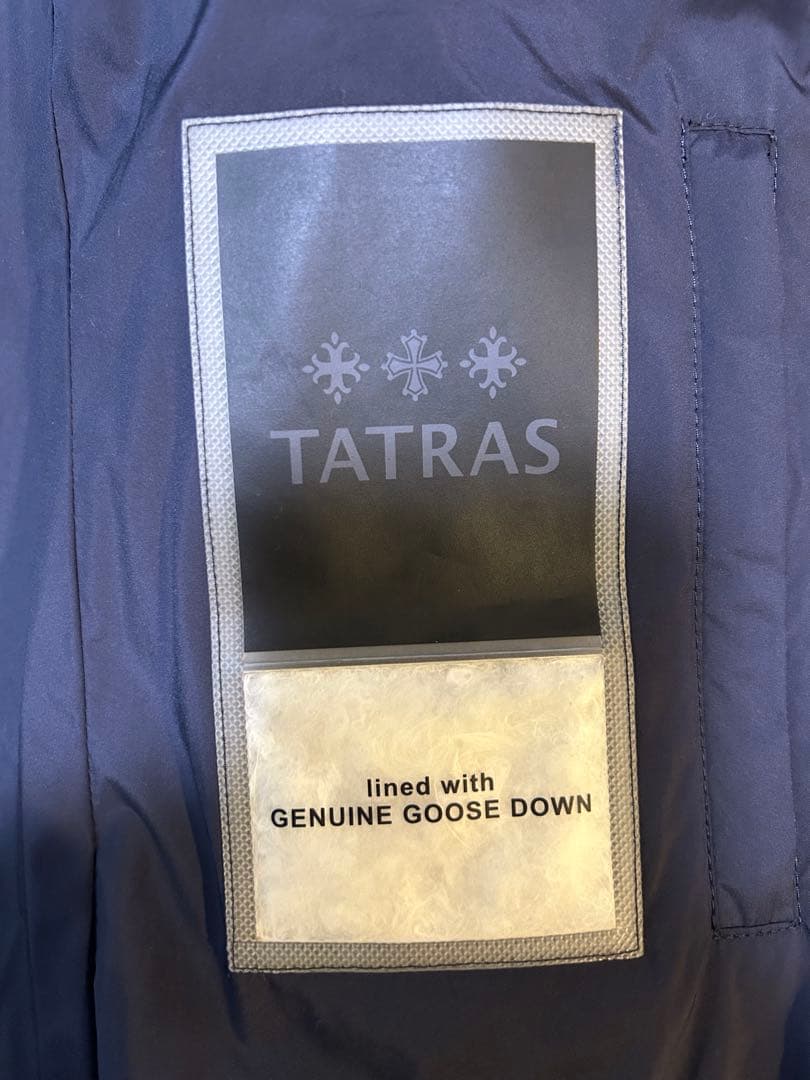 TATRAS
lined with
GENUINE GOOSE DOWN